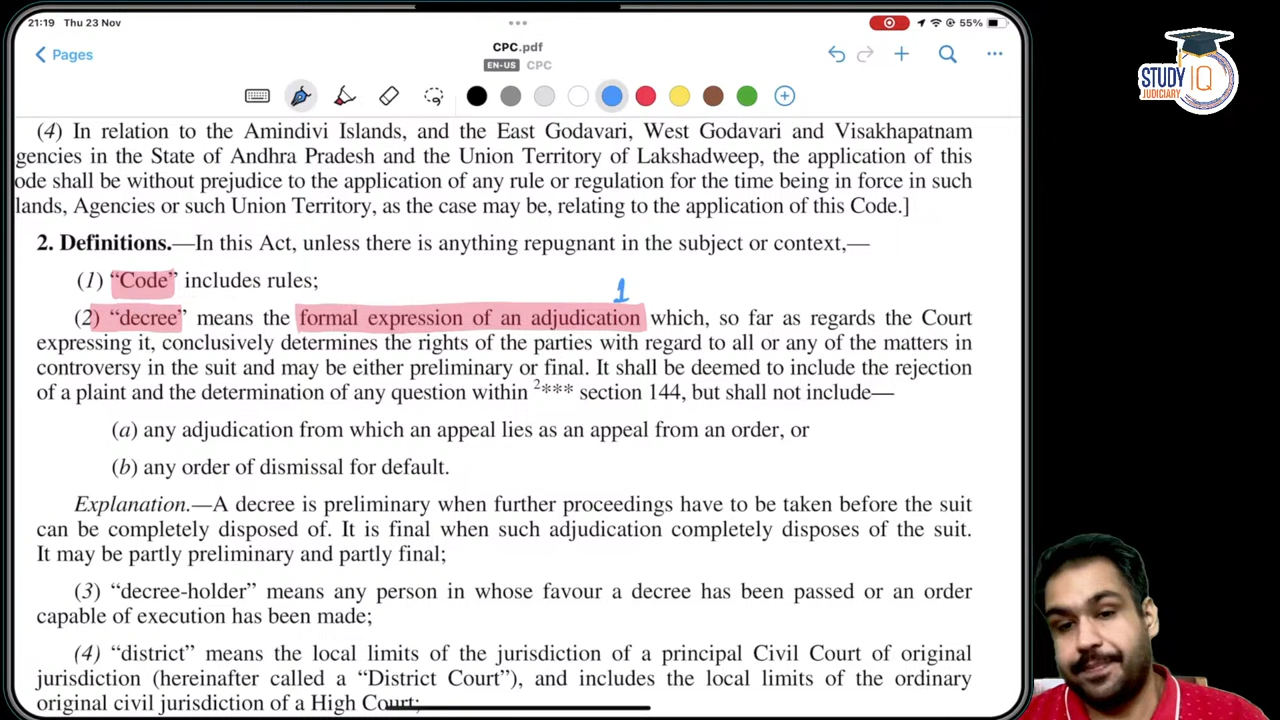 21:19 Thu 23 Nov
55%
Pages
CPC.pdf
EN-US CPC
STUDY IQ
JUDICIARY
(4) In relation to the Amindivi Islands, and the East Godavari, West Godavari and Visakhapatnam
gencies in the State of Andhra Pradesh and the Union Territory of Lakshadweep, the application of this
ode shall be without prejudice to the application of any rule or regulation for the time being in force in such
lands, Agencies or such Union Territory, as the case may be, relating to the application of this Code.]
2. Definitions.—In this Act, unless there is anything repugnant in the subject or context,—
(1) “Code” includes rules;
1
(2) “decree” means the formal expression of an adjudication which, so far as regards the Court
expressing it, conclusively determines the rights of the parties with regard to all or any of the matters in
controversy in the suit and may be either preliminary or final. It shall be deemed to include the rejection
of a plaint and the determination of any question within 2*** section 144, but shall not include—
(a) any adjudication from which an appeal lies as an appeal from an order, or
(b) any order of dismissal for default.
Explanation.—A decree is preliminary when further proceedings have to be taken before the suit
can be completely disposed of. It is final when such adjudication completely disposes of the suit.
It may be partly preliminary and partly final;
(3) “decree-holder” means any person in whose favour a decree has been passed or an order
capable of execution has been made;
(4) “district” means the local limits of the jurisdiction of a principal Civil Court of original
jurisdiction (hereinafter called a “District Court”), and includes the local limits of the ordinary
original civil jurisdiction of a High Court;